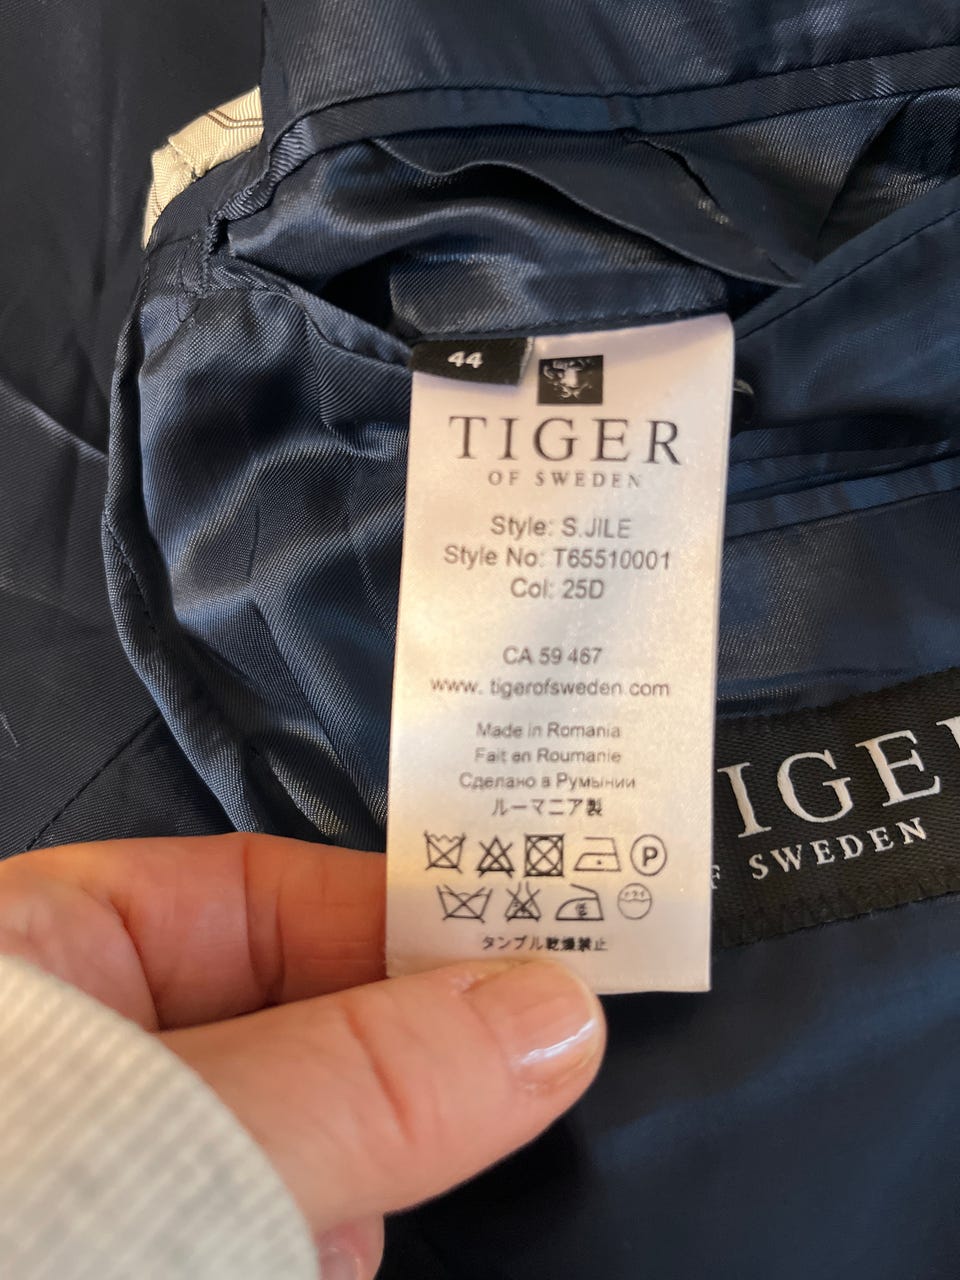 44
TIGER
OF SWEDEN
Style: S.JILE
Style No: T65510001
Col: 25D
CA 59 467
www. tigerofsweden.com
Made in Romania
Fait en Roumanie
Сделано в Румынии
ルーマニア製
P
タンブル乾燥禁止
IGE
F SWEDEN